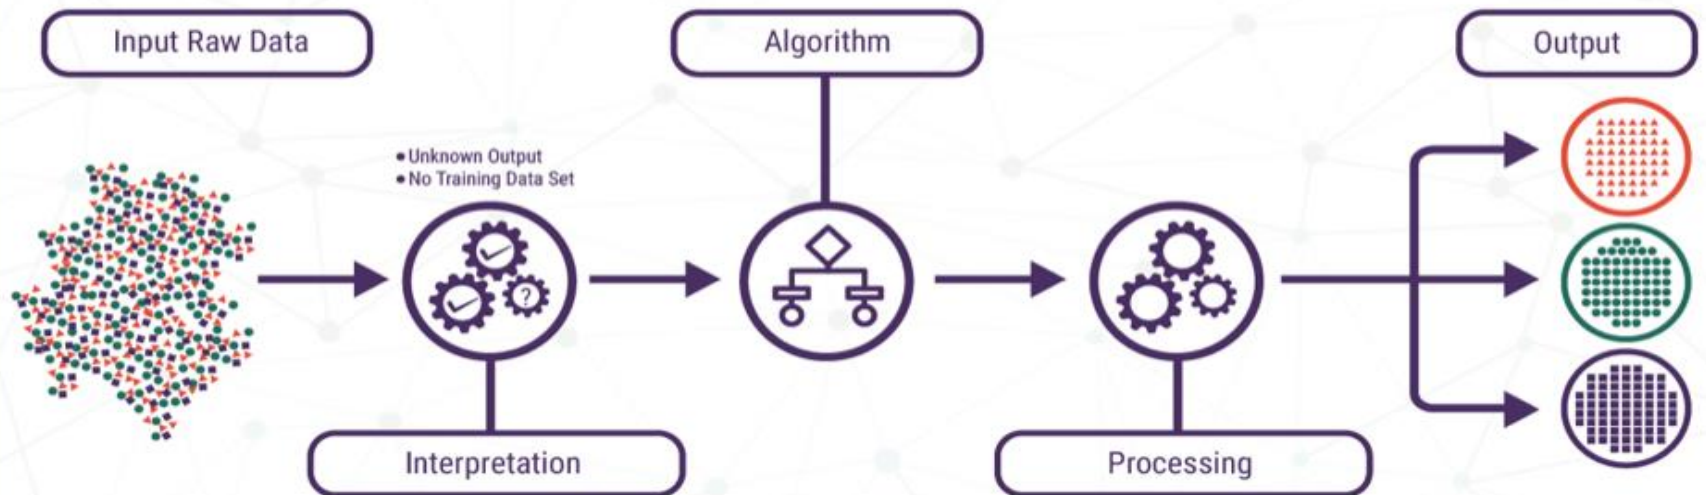 Input Raw Data
Algorithm
Output
• Unknown Output
• No Training Data Set
?
Interpretation
Processing